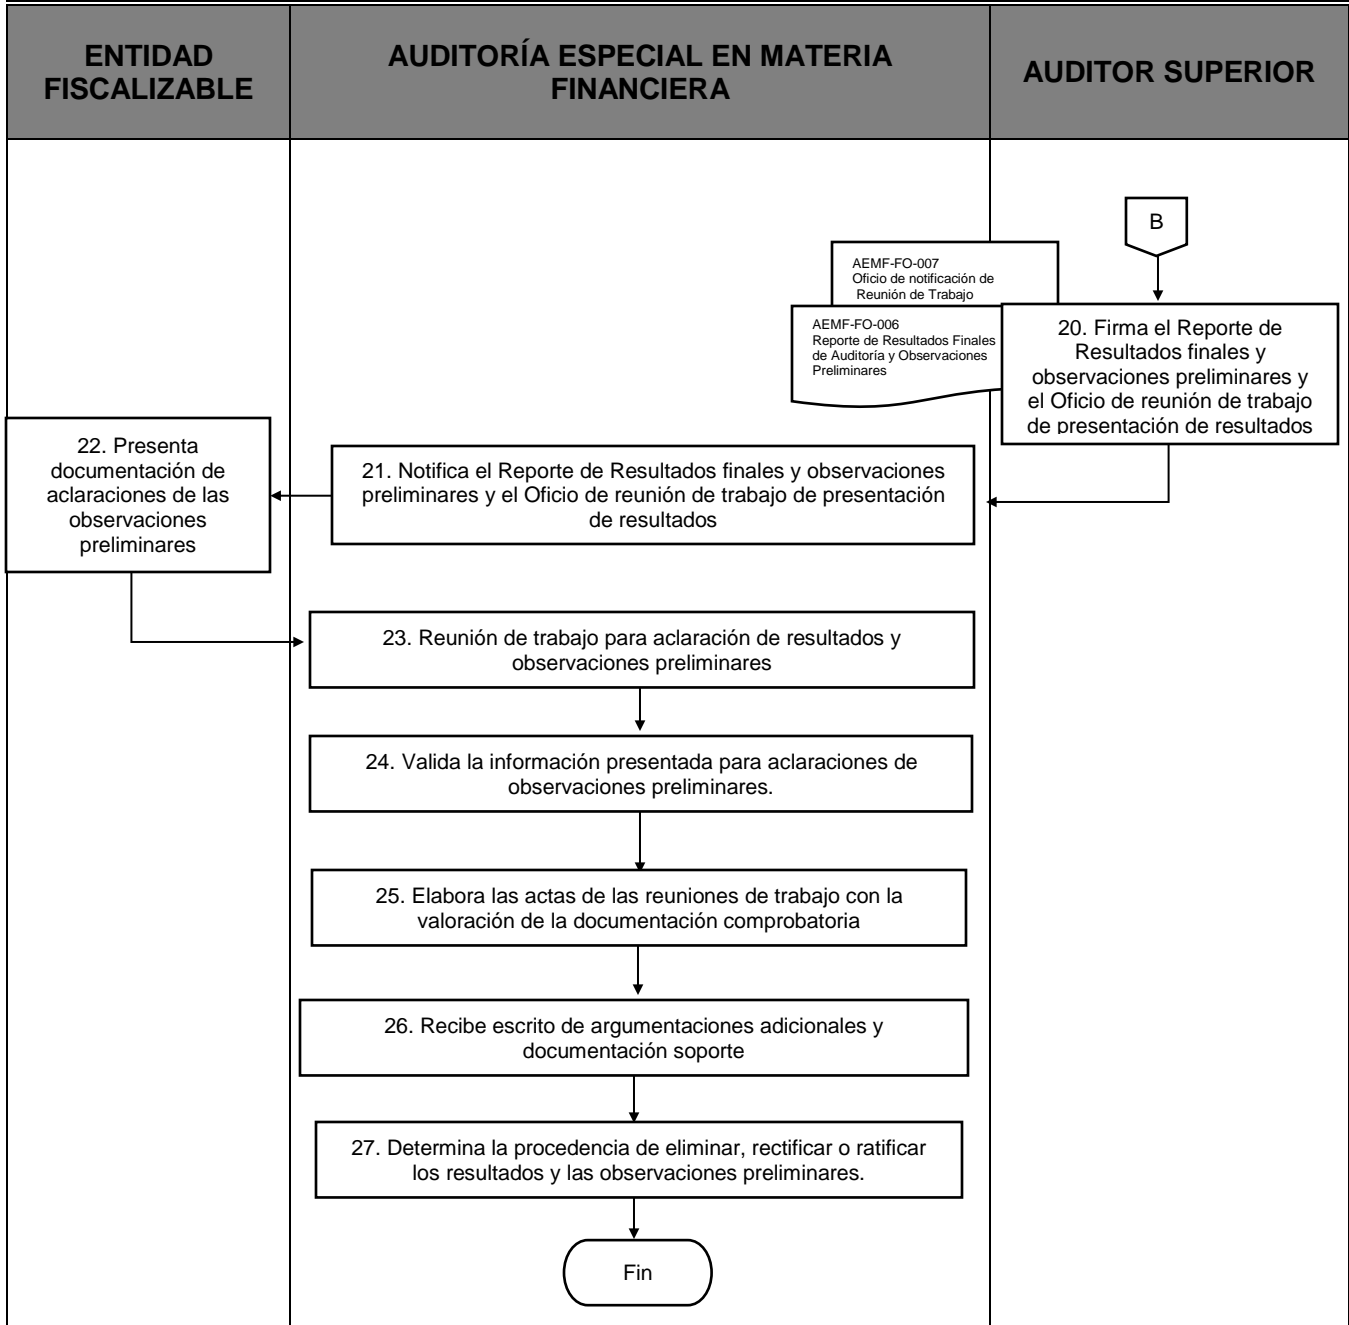 ENTIDAD
FISCALIZABLE
AUDITORÍA ESPECIAL EN MATERIA
FINANCIERA
AUDITOR SUPERIOR
B
AEMF-FO-007
Oficio de notificación de
Reunión de Trabajo
AEMF-FO-006
Reporte de Resultados Finales
de Auditoría y Observaciones
Preliminares
20. Firma el Reporte de
Resultados finales y
observaciones preliminares y
el Oficio de reunión de trabajo
de presentación de resultados
21. Notifica el Reporte de Resultados finales y observaciones
preliminares y el Oficio de reunión de trabajo de presentación
de resultados
22. Presenta
documentación de
aclaraciones de las
observaciones
preliminares
23. Reunión de trabajo para aclaración de resultados y
observaciones preliminares
24. Valida la información presentada para aclaraciones de
observaciones preliminares.
25. Elabora las actas de las reuniones de trabajo con la
valoración de la documentación comprobatoria
26. Recibe escrito de argumentaciones adicionales y
documentación soporte
27. Determina la procedencia de eliminar, rectificar o ratificar
los resultados y las observaciones preliminares.
Fin